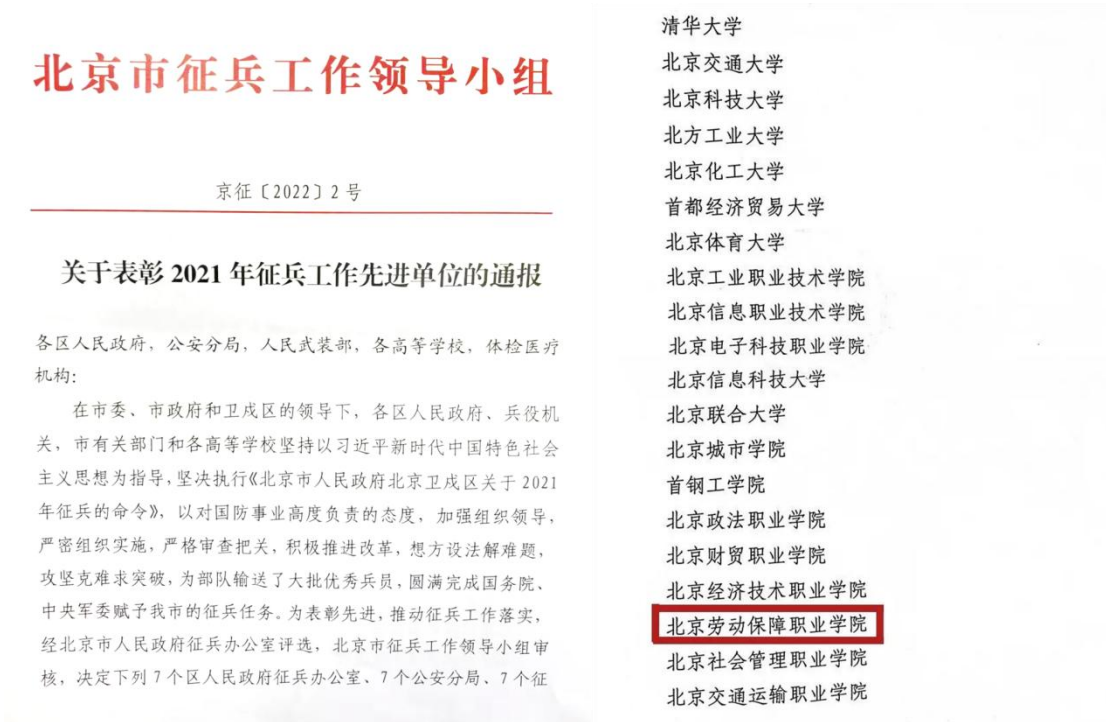 北京市征兵工作领导小组
京征〔2022〕2号
关于表彰2021年征兵工作先进单位的通报
各区人民政府，公安分局，人民武装部，各高等学校，体检医疗
机构：
在市委、市政府和卫戍区的领导下，各区人民政府、兵役机
关，市有关部门和各高等学校坚持以习近平新时代中国特色社会
主义思想为指导，坚决执行《北京市人民政府北京卫戍区关于2021
年征兵的命令》，以对国防事业高度负责的态度，加强组织领导，
严密组织实施，严格审查把关，积极推进改革，想方设法解难题，
攻坚克难求突破，为部队输送了大批优秀兵员，圆满完成国务院、
中央军委赋予我市的征兵任务。为表彰先进，推动征兵工作落实，
经北京市人民政府征兵办公室评选，北京市征兵工作领导小组审
核，决定下列7个区人民政府征兵办公室、7个公安分局、7个征
清华大学
北京交通大学
北京科技大学
北方工业大学
北京化工大学
首都经济贸易大学
北京体育大学
北京工业职业技术学院
北京信息职业技术学院
北京电子科技职业学院
北京信息科技大学
北京联合大学
北京城市学院
首钢工学院
北京政法职业学院
北京财贸职业学院
北京经济技术职业学院
北京劳动保障职业学院
北京社会管理职业学院
北京交通运输职业学院